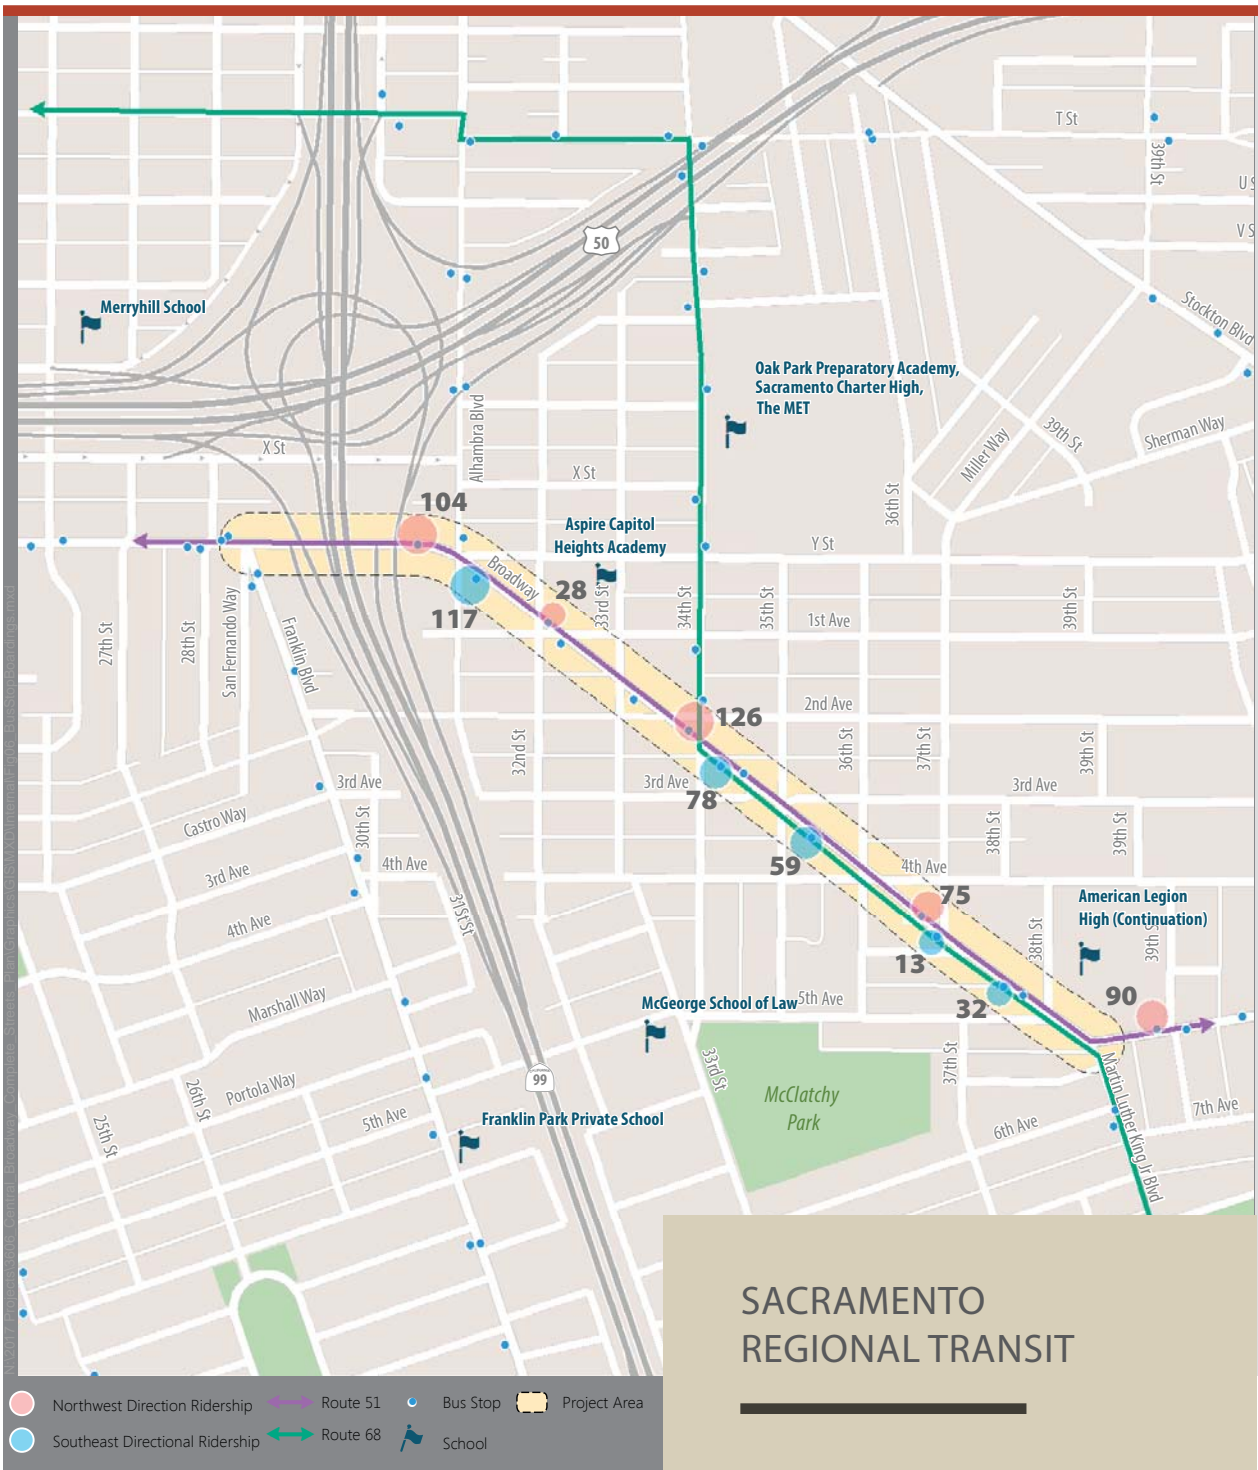 T St
39th St
U S
V S
50
Stockton Blvd
Merryhill School
Oak Park Preparatory Academy,
Sacramento Charter High,
The MET
Alhambra Blvd
39th St
Miller Way
Sherman Way
X St
X St
36th St
104
Aspire Capitol
Heights Academy
Y St
Broadway
28
117
33rd St
34th St
35th St
1st Ave
39th St
27th St
28th St
San Fernando Way
Franklin Blvd
2nd Ave
126
32nd St
36th St
37th St
39th St
3rd Ave
3rd Ave
3rd Ave
78
Castro Way
30th St
38th St
39th St
59
4th Ave
4th Ave
3rd Ave
75
American Legion
High (Continuation)
31st St
4th Ave
38th St
39th St
13
Marshall Way
McGeorge School of Law
5th Ave
32
90
37th St
33rd St
99
Portola Way
26th St
McClatchy
Park
Martin Luther King Jr Blvd
7th Ave
6th Ave
5th Ave
Franklin Park Private School
25th St
SACRAMENTO
REGIONAL TRANSIT
Northwest Direction Ridership
Route 51
Bus Stop
Project Area
Southeast Directional Ridership
Route 68
School